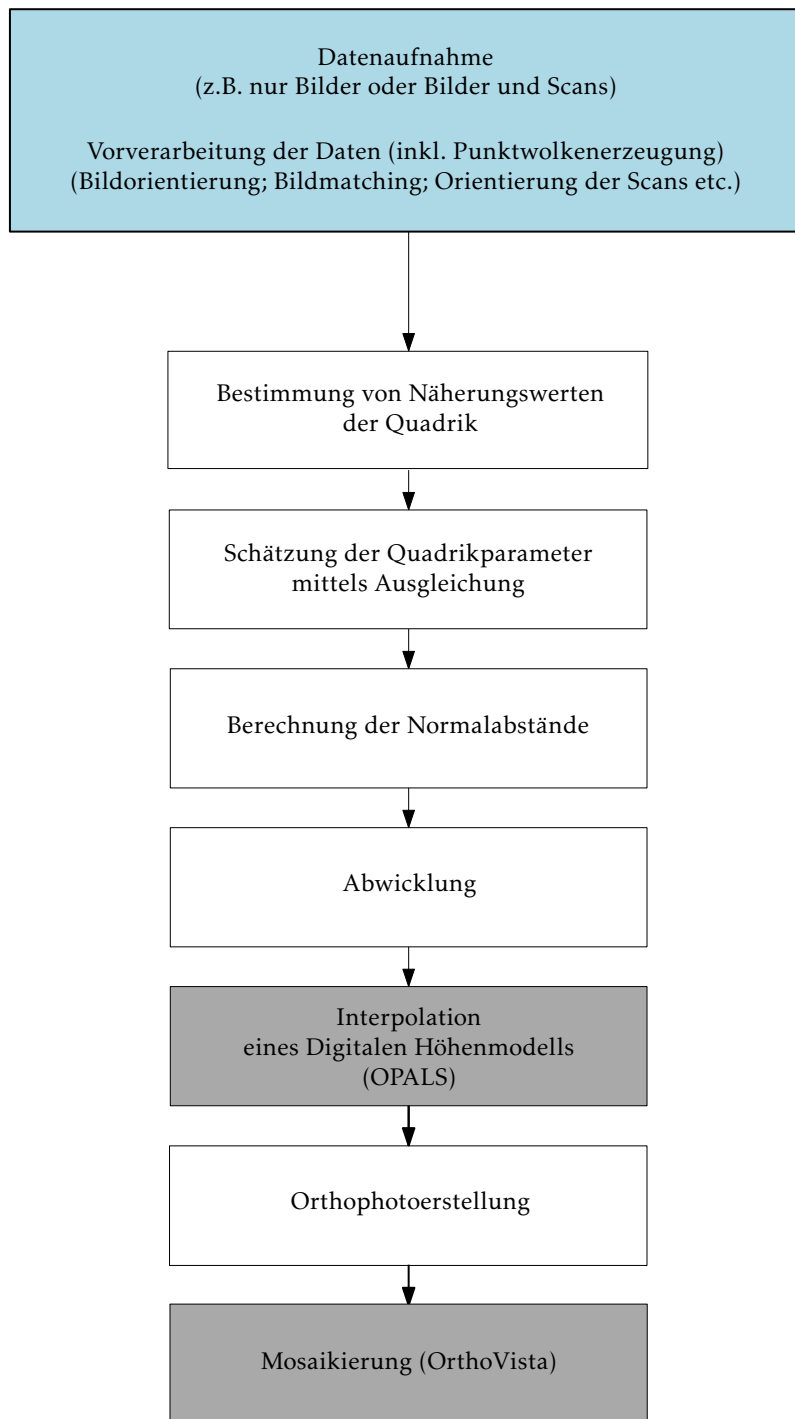 Datenaufnahme
(z.B. nur Bilder oder Bilder und Scans)
Vorverarbeitung der Daten (inkl. Punktwolkenerzeugung)
(Bildorientierung; Bildmatching; Orientierung der Scans etc.)
Bestimmung von Näherungswerten
der Quadrik
Schätzung der Quadrikparameter
mittels Ausgleichung
Berechnung der Normalabstände
Abwicklung
Interpolation
eines Digitalen Höhenmodells
(OPALS)
Orthophotoerstellung
Mosaikierung (OrthoVista)